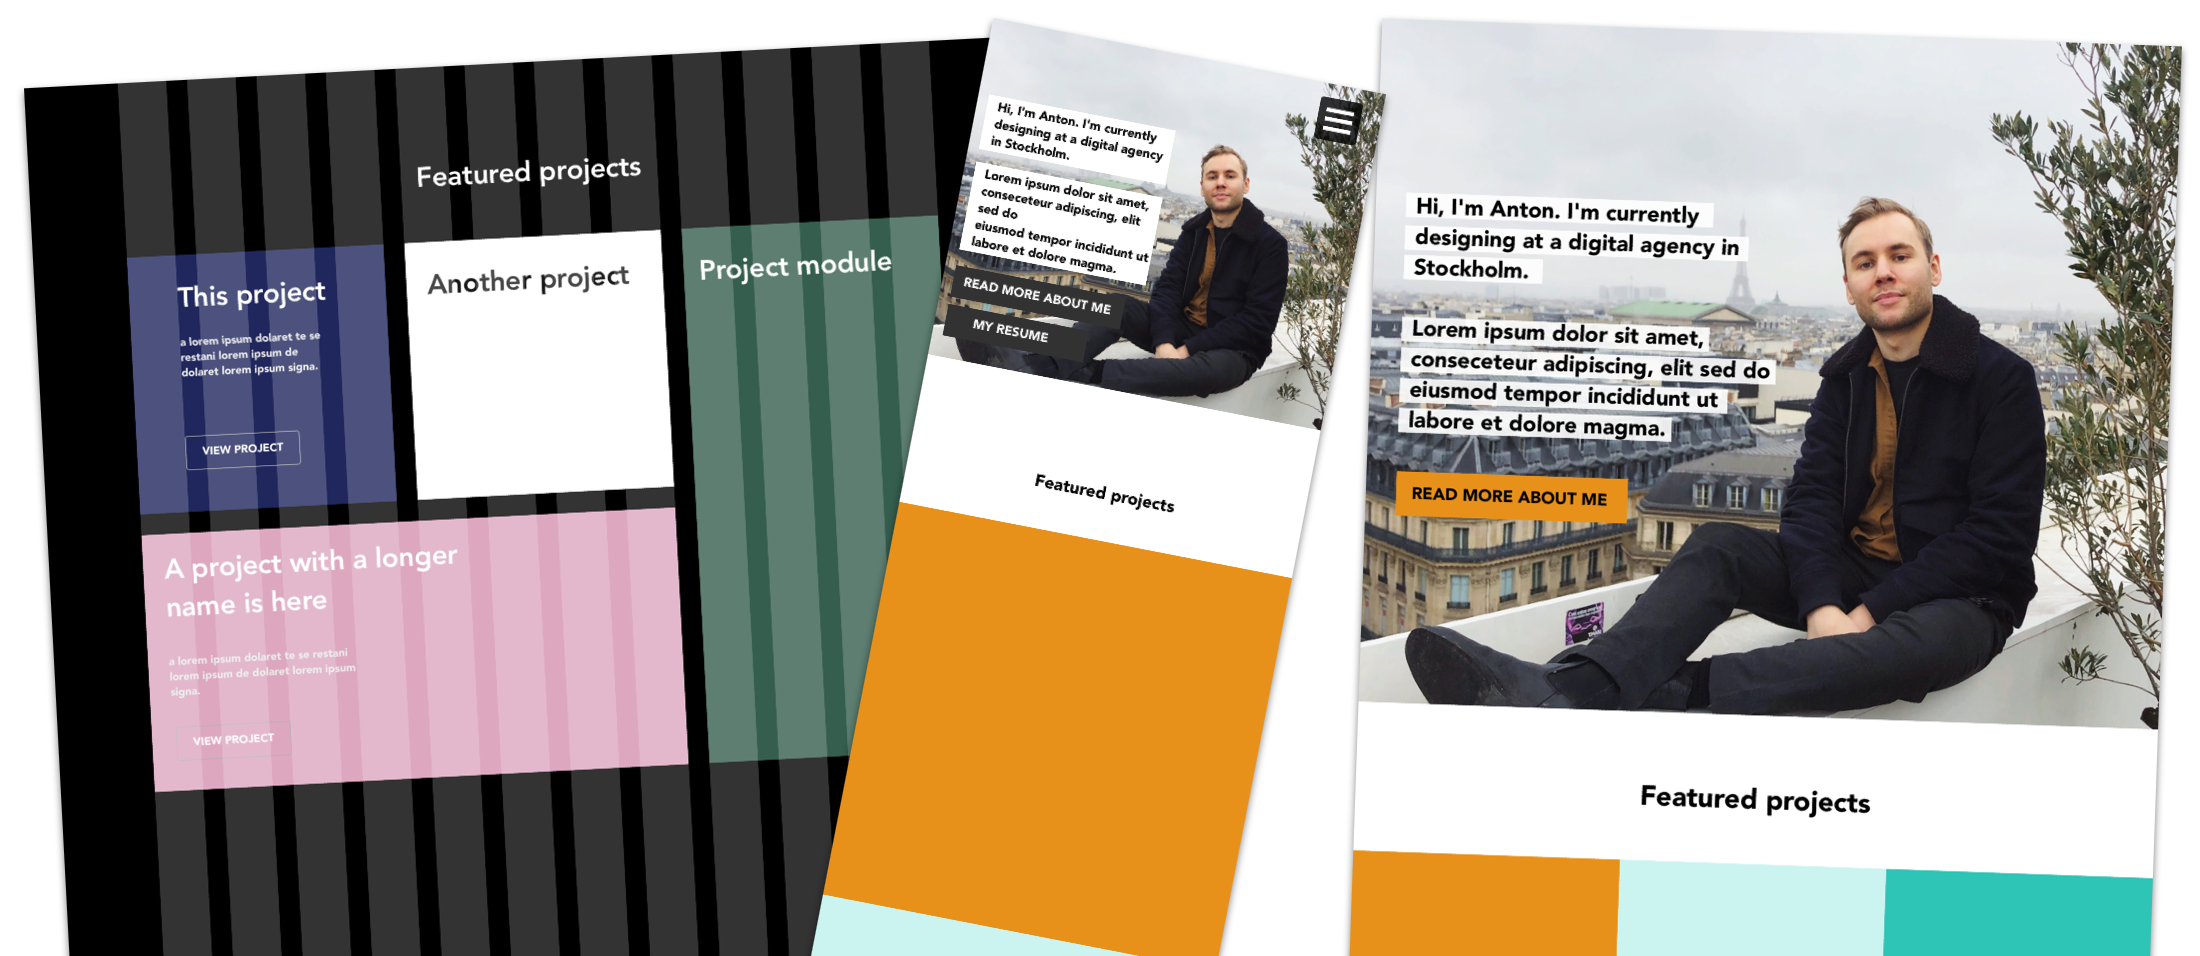 Featured projects
This project
a lorem ipsum dolaret te se
restani lorem ipsum de
dolaret lorem ipsum signa.
VIEW PROJECT
Another project
Project module
A project with a longer
name is here
a lorem ipsum dolaret te se restani
lorem ipsum de dolaret lorem ipsum
signa.
VIEW PROJECT
Hi, I'm Anton. I'm currently
designing at a digital agency
in Stockholm.
Lorem ipsum dolor sit amet,
conseceteur adipiscing, elit
sed do
eiusmod tempor incididunt ut
labore et dolore magma.
READ MORE ABOUT ME
MY RESUME
Featured projects
Hi, I'm Anton. I'm currently
designing at a digital agency in
Stockholm.
Lorem ipsum dolor sit amet,
conseceteur adipiscing, elit sed do
eiusmod tempor incididunt ut
labore et dolore magma.
READ MORE ABOUT ME
Featured projects